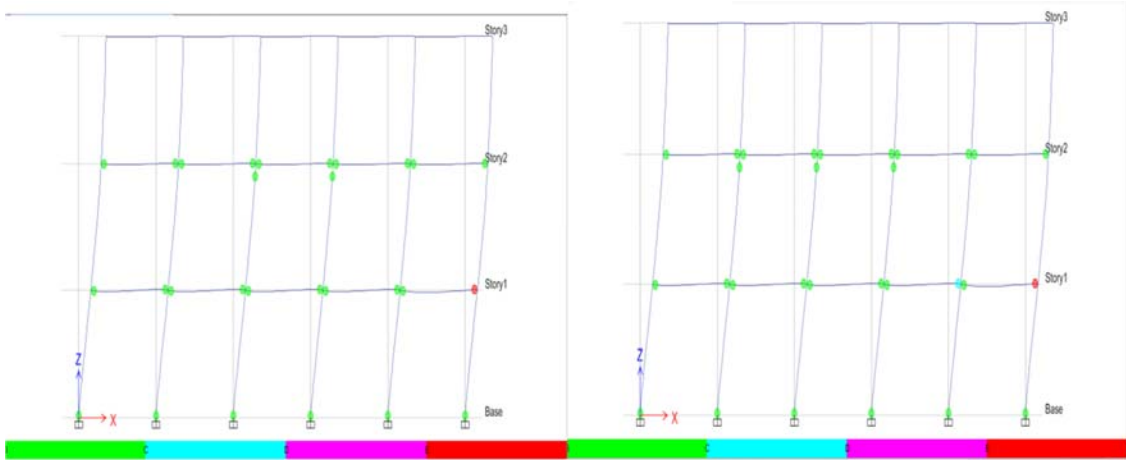 Story3
Story2
Story1
Z
X
Base
C
Story3
Story2
Story1
Z
X
Base
C